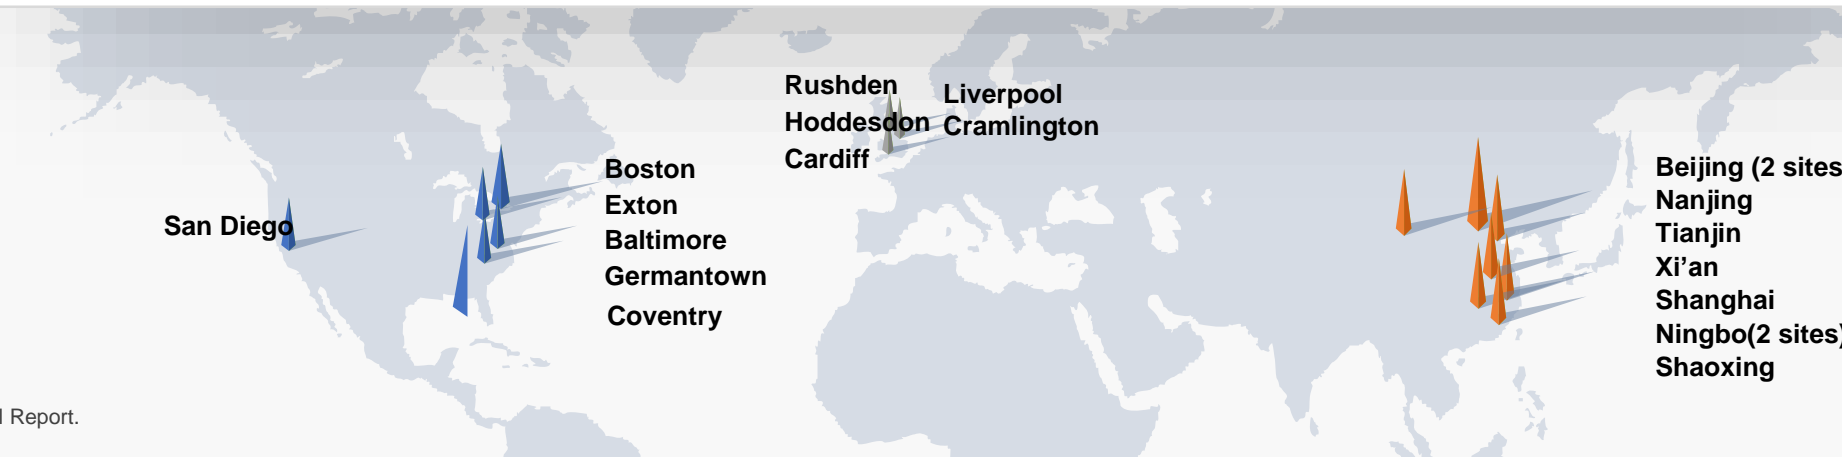 San Diego
Boston
Exton
Baltimore
Germantown
Coventry
Rushden
Hoddesdon
Cardiff
Liverpool
Cramlington
Beijing (2 sites
Nanjing
Tianjin
Xi’an
Shanghai
Ningbo(2 sites)
Shaoxing
Report.